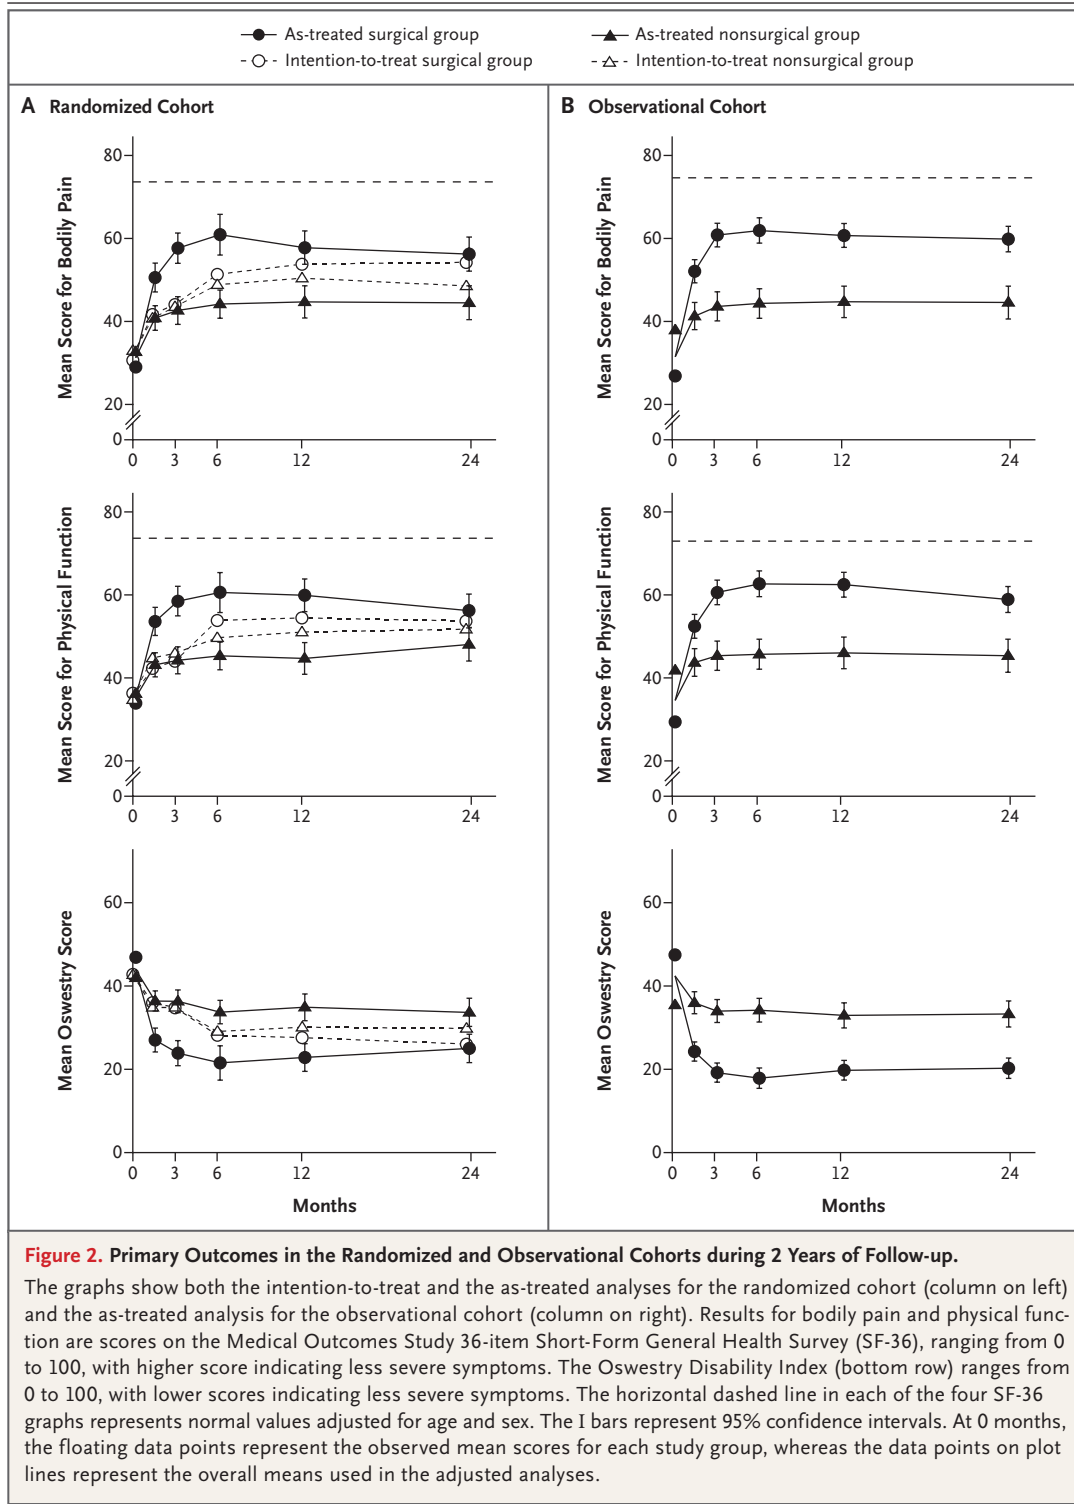 As-treated surgical group
As-treated nonsurgical group
Intention-to-treat surgical group
Intention-to-treat nonsurgical group
A Randomized Cohort
Mean Score for Bodily Pain
80
60
40
20
0
0 3 6 12 24
Mean Score for Physical Function
80
60
40
20
0
0 3 6 12 24
Mean Oswestry Score
60
40
20
0
0 3 6 12 24
Months
B Observational Cohort
Mean Score for Bodily Pain
80
60
40
20
0
0 3 6 12 24
Mean Score for Physical Function
80
60
40
20
0
0 3 6 12 24
Mean Oswestry Score
60
40
20
0
0 3 6 12 24
Months
Figure 2. Primary Outcomes in the Randomized and Observational Cohorts during 2 Years of Follow-up.
The graphs show both the intention-to-treat and the as-treated analyses for the randomized cohort (column on left)
and the as-treated analysis for the observational cohort (column on right). Results for bodily pain and physical func-
tion are scores on the Medical Outcomes Study 36-item Short-Form General Health Survey (SF-36), ranging from 0
to 100, with higher score indicating less severe symptoms. The Oswestry Disability Index (bottom row) ranges from
0 to 100, with lower scores indicating less severe symptoms. The horizontal dashed line in each of the four SF-36
graphs represents normal values adjusted for age and sex. The I bars represent 95% confidence intervals. At 0 months,
the floating data points represent the observed mean scores for each study group, whereas the data points on plot
lines represent the overall means used in the adjusted analyses.